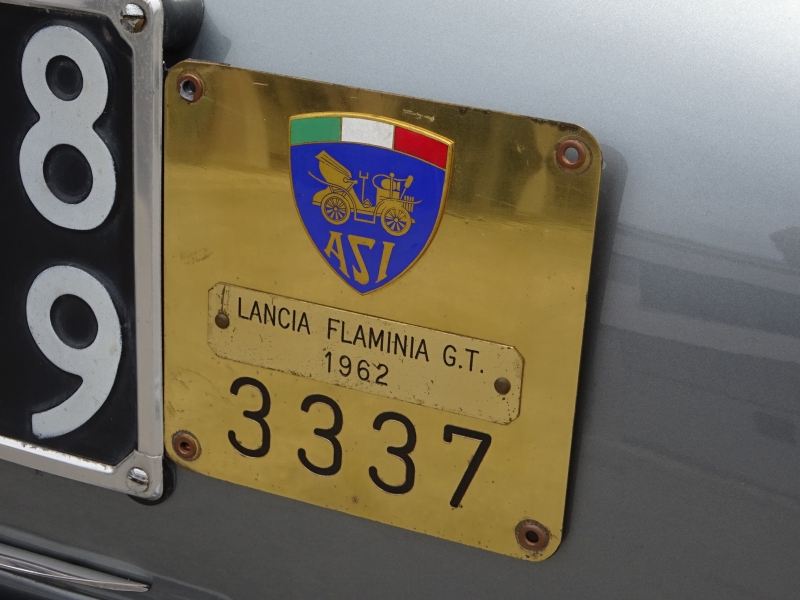 8
9
ASI
LANCIA FLAMINIA G.T.
1962
3337